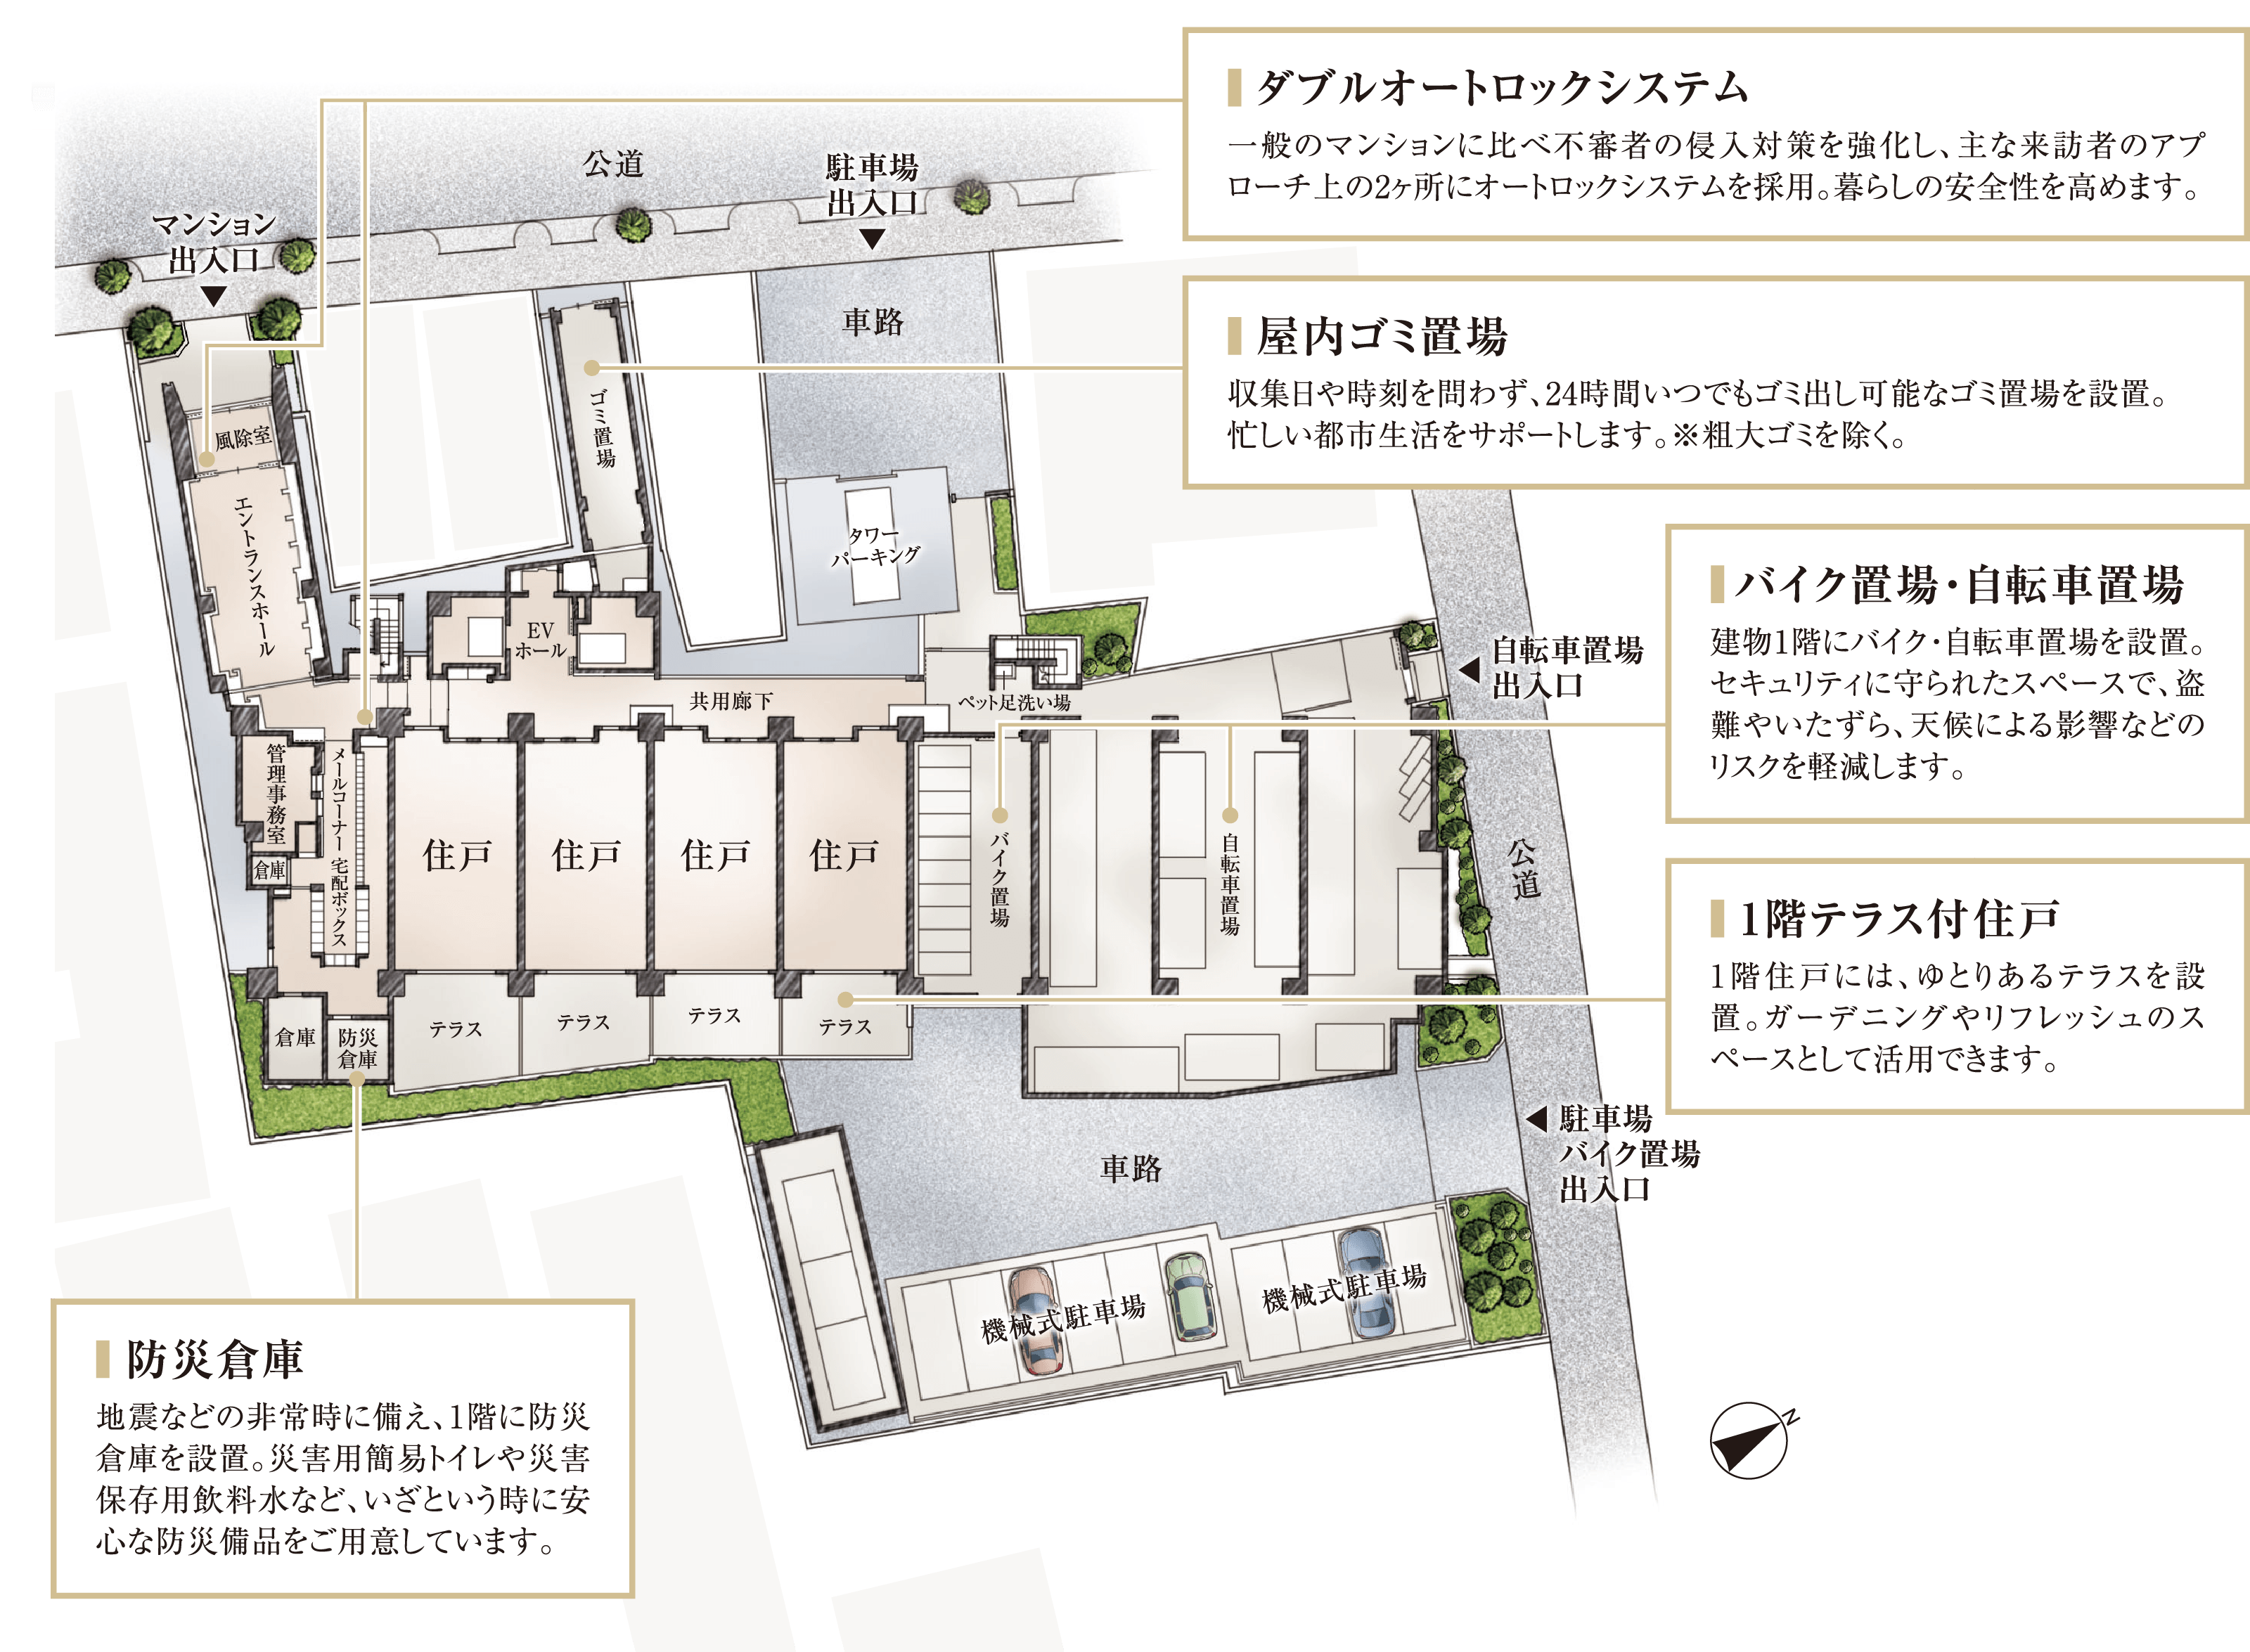 ダブルオートロックシステム
一般のマンションに比べ不審者の侵入対策を強化し、主な来訪者のアプ
ローチ上の2ヶ所にオートロックシステムを採用。暮らしの安全性を高めます。
公道
駐車場
出入口
マンション
出入口
車路
屋内ゴミ置場
収集日や時刻を問わず、24時間いつでもゴミ出し可能なゴミ置場を設置。
忙しい都市生活をサポートします。※粗大ゴミを除く。
ゴミ置場
風除室
エントランスホール
タワー
パーキング
EV
ホール
共用廊下
ペット足洗い場
自転車置場
出入口
バイク置場・自転車置場
建物1階にバイク・自転車置場を設置。
セキュリティに守られたスペースで、盗
難やいたずら、天候による影響などの
リスクを軽減します。
管理事務室
メールコーナー
宅配ボックス
倉庫
住戸
住戸
住戸
住戸
バイク置場
自転車置場
公道
1階テラス付住戸
1階住戸には、ゆとりあるテラスを設
置。ガーデニングやリフレッシュのス
ペースとして活用できます。
倉庫
防災
倉庫
テラス
テラス
テラス
テラス
車路
駐車場
バイク置場
出入口
機械式駐車場
機械式駐車場
防災倉庫
地震などの非常時に備え、1階に防災
倉庫を設置。災害用簡易トイレや災害
保存用飲料水など、いざという時に安
心な防災備品をご用意しています。
N